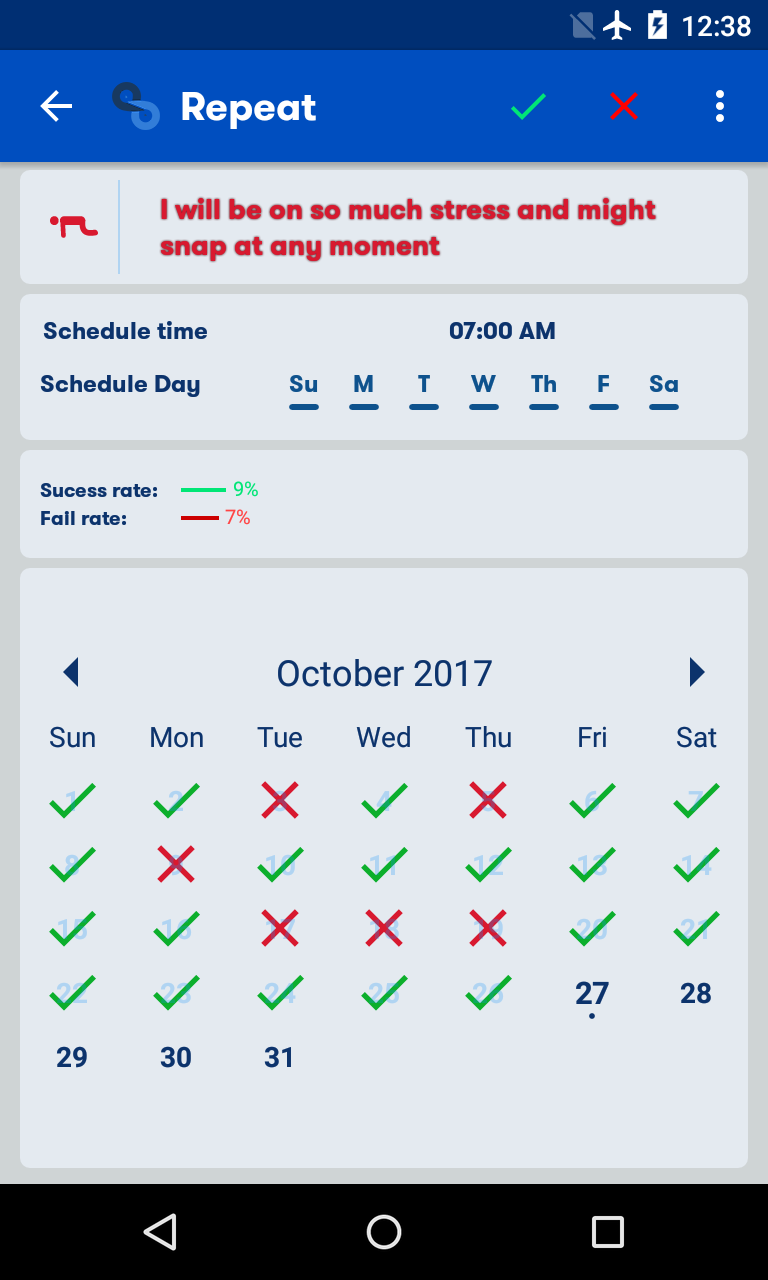 12:38
Repeat
I will be on so much stress and might
snap at any moment
Schedule time 07:00 AM
Schedule Day Su M T W Th F Sa
Sucess rate: 9%
Fail rate: 7%
October 2017
Sun Mon Tue Wed Thu Fri Sat
1 2 3 4 5 6 7
8 9 10 11 12 13 14
15 16 17 18 19 20 21
22 23 24 25 26 27 28
29 30 31